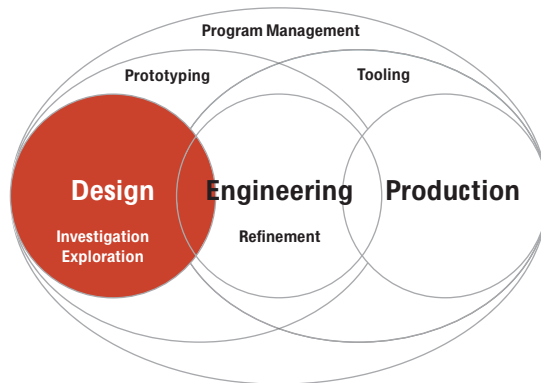 Program Management
Prototyping
Tooling
Design
Engineering
Production
Investigation
Exploration
Refinement